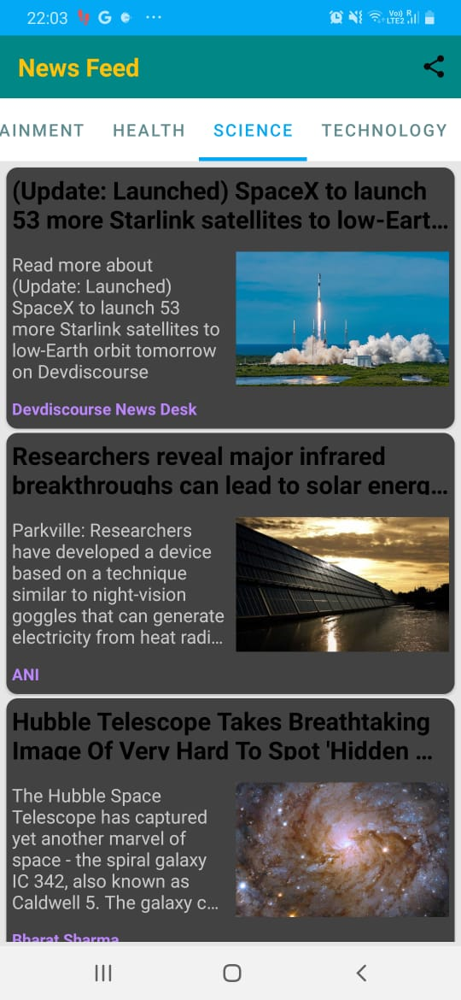 22:03
Vo)) R
LTE2
News Feed
AINMENT HEALTH SCIENCE TECHNOLOGY
(Update: Launched) SpaceX to launch
53 more Starlink satellites to low-Eart...
Read more about
(Update: Launched)
SpaceX to launch 53
more Starlink satellites to
low-Earth orbit tomorrow
on Devdiscourse
Devdiscourse News Desk
Researchers reveal major infrared
breakthroughs can lead to solar energ...
Parkville: Researchers
have developed a device
based on a technique
similar to night-vision
goggles that can generate
electricity from heat radi...
ANI
Hubble Telescope Takes Breathtaking
Image Of Very Hard To Spot 'Hidden ...
The Hubble Space
Telescope has captured
yet another marvel of
space - the spiral galaxy
IC 342, also known as
Caldwell 5. The galaxy c...
Bharat Sharma